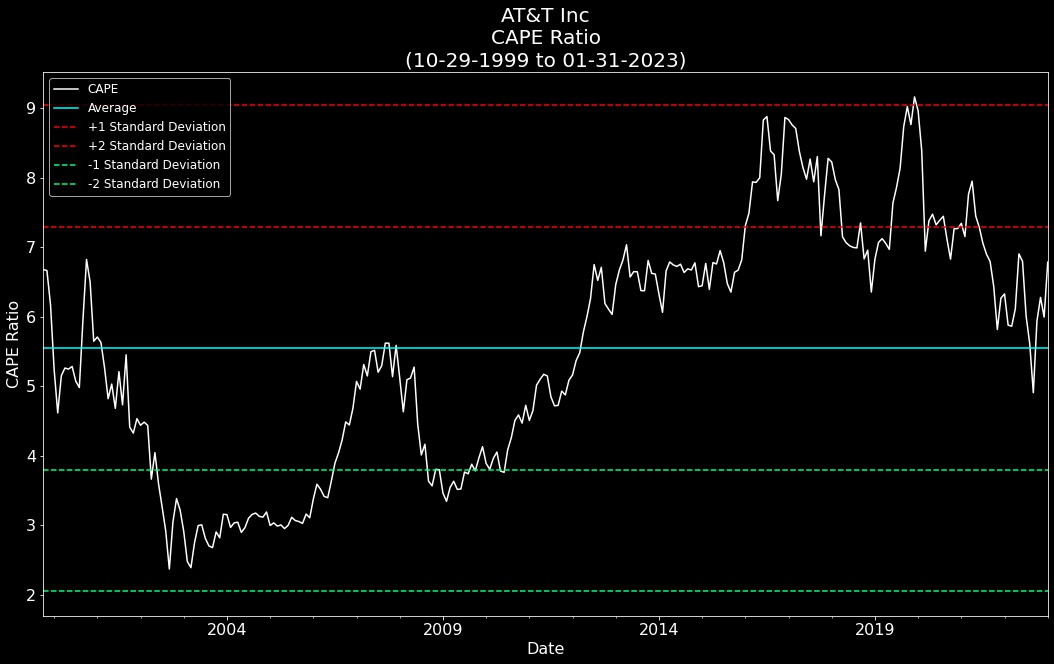 AT&T Inc
CAPE Ratio
(10-29-1999 to 01-31-2023)
CAPE
Average
+1 Standard Deviation
+2 Standard Deviation
-1 Standard Deviation
-2 Standard Deviation
CAPE Ratio
9
8
7
6
5
4
3
2
2004 2009 2014 2019
Date